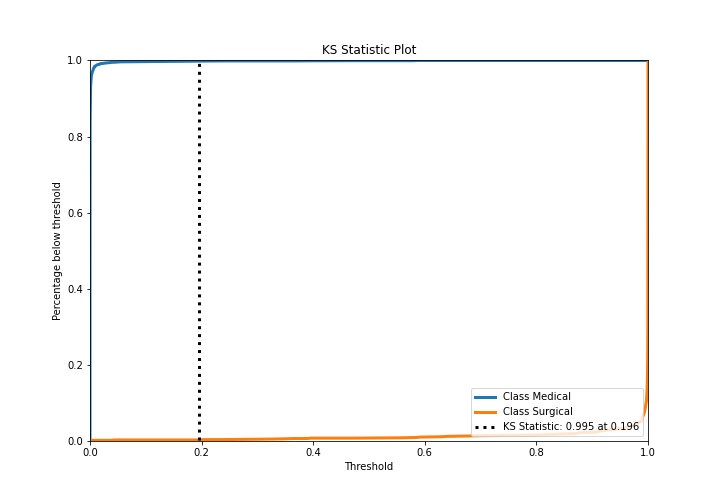 KS Statistic Plot
1.0
0.8
0.6
0.4
0.2
0.0
Percentage below threshold
0.0 0.2 0.4 0.6 0.8 1.0
Threshold
Class Medical
Class Surgical
KS Statistic: 0.995 at 0.196